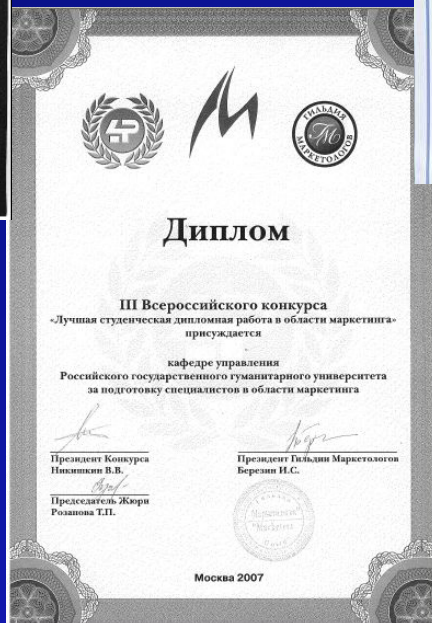 ГИЛЬДИЯ
МАРКЕТОЛОГОВ
Диплом
III Всероссийского конкурса
«Лучшая студенческая дипломная работа в области маркетинга»
присуждается
кафедре управления
Российского государственного гуманитарного университета
за подготовку специалистов в области маркетинга
Президент Конкурса
Никишкин В.В.
Президент Гильдии Маркетологов
Березин И.С.
Председатель Жюри
Розанова Т.П.
Москва 2007